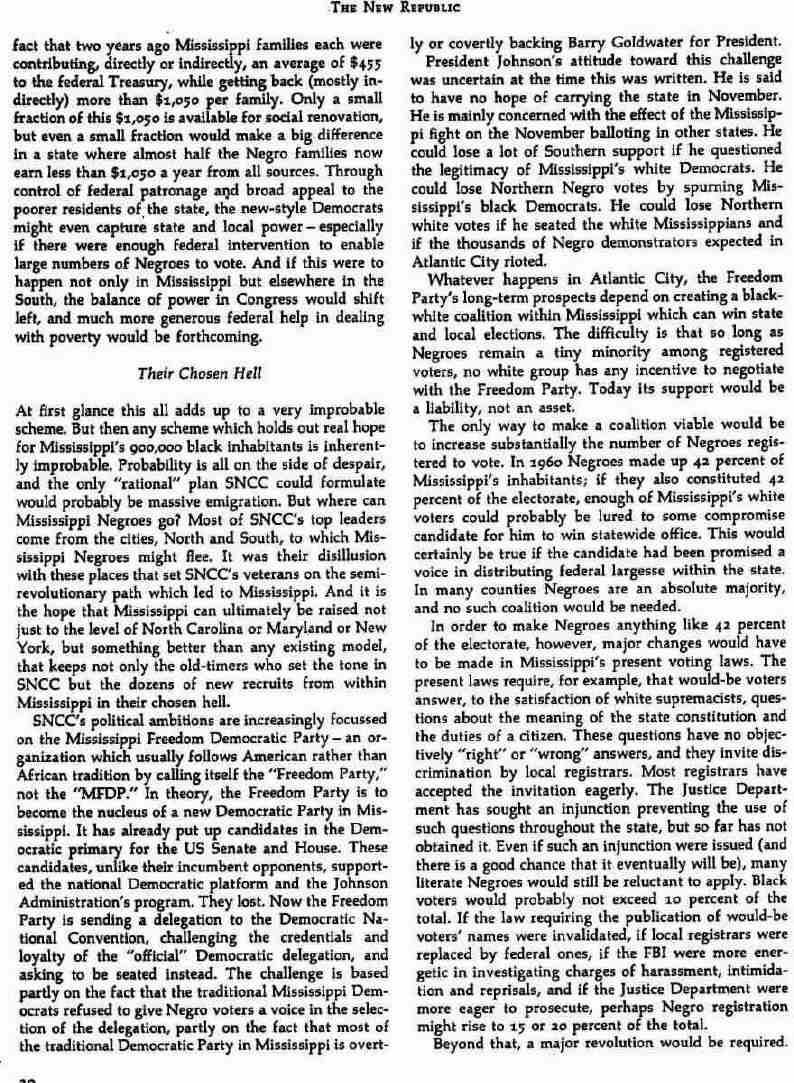 THE NEW REPUBLIC
fact that two years ago Mississippi families each were
contributing, directly or indirectly, an average of $455
to the federal Treasury, while getting back (mostly in-
directly) more than $1,050 per family. Only a small
fraction of this $1,050 is available for social renovation,
but even a small fraction would make a big difference
in a state where almost half the Negro families now
earn less than $1,050 a year from all sources. Through
control of federal patronage and broad appeal to the
poorer residents of the state, the new-style Democrats
might even capture state and local power – especially
if there were enough federal intervention to enable
large numbers of Negroes to vote. And if this were to
happen not only in Mississippi but elsewhere in the
South, the balance of power in Congress would shift
left, and much more generous federal help in dealing
with poverty would be forthcoming.
Their Chosen Hell
At first glance this all adds up to a very improbable
scheme. But then any scheme which holds out real hope
for Mississippi's 900,000 black inhabitants is inherent-
ly improbable. Probability is all on the side of despair,
and the only "rational" plan SNCC could formulate
would probably be massive emigration. But where can
Mississippi Negroes go? Most of SNCC's top leaders
come from the cities, North and South, to which Mis-
sissippi Negroes might flee. It was their disillusion
with these places that set SNCC's veterans on the semi-
revolutionary path which led to Mississippi. And it is
the hope that Mississippi can ultimately be raised not
just to the level of North Carolina or Maryland or New
York, but something better than any existing model,
that keeps not only the old-timers who set the tone in
SNCC but the dozens of new recruits from within
Mississippi in their chosen hell.
SNCC's political ambitions are increasingly focussed
on the Mississippi Freedom Democratic Party – an or-
ganization which usually follows American rather than
African tradition by calling itself the "Freedom Party,"
not the "MFDP." In theory, the Freedom Party is to
become the nucleus of a new Democratic Party in Mis-
sissippi. It has already put up candidates in the Dem-
ocratic primary for the US Senate and House. These
candidates, unlike their incumbent opponents, support-
ed the national Democratic platform and the Johnson
Administration's program. They lost. Now the Freedom
Party is sending a delegation to the Democratic Na-
tional Convention, challenging the credentials and
loyalty of the "official" Democratic delegation, and
asking to be seated instead. The challenge is based
partly on the fact that the traditional Mississippi Dem-
ocrats refused to give Negro voters a voice in the selec-
tion of the delegation, partly on the fact that most of
the traditional Democratic Party in Mississippi is overt-
ly or covertly backing Barry Goldwater for President.
President Johnson's attitude toward this challenge
was uncertain at the time this was written. He is said
to have no hope of carrying the state in November.
He is mainly concerned with the effect of the Mississip-
pi fight on the November balloting in other states. He
could lose a lot of Southern support if he questioned
the legitimacy of Mississippi's white Democrats. He
could lose Northern Negro votes by spurning Mis-
sissippi's black Democrats. He could lose Northern
white votes if he seated the white Mississippians and
if the thousands of Negro demonstrators expected in
Atlantic City rioted.
Whatever happens in Atlantic City, the Freedom
Party's long-term prospects depend on creating a black-
white coalition within Mississippi which can win state
and local elections. The difficulty is that so long as
Negroes remain a tiny minority among registered
voters, no white group has any incentive to negotiate
with the Freedom Party. Today its support would be
a liability, not an asset.
The only way to make a coalition viable would be
to increase substantially the number of Negroes regis-
tered to vote. In 1960 Negroes made up 42 percent of
Mississippi's inhabitants; if they also constituted 42
percent of the electorate, enough of Mississippi's white
voters could probably be lured to some compromise
candidate for him to win statewide office. This would
certainly be true if the candidate had been promised a
voice in distributing federal largesse within the state.
In many counties Negroes are an absolute majority,
and no such coalition would be needed.
In order to make Negroes anything like 42 percent
of the electorate, however, major changes would have
to be made in Mississippi's present voting laws. The
present laws require, for example, that would-be voters
answer, to the satisfaction of white supremacists, ques-
tions about the meaning of the state constitution and
the duties of a citizen. These questions have no objec-
tively "right" or "wrong" answers, and they invite dis-
crimination by local registrars. Most registrars have
accepted the invitation eagerly. The Justice Depart-
ment has sought an injunction preventing the use of
such questions throughout the state, but so far has not
obtained it. Even if such an injunction were issued (and
there is a good chance that it eventually will be), many
literate Negroes would still be reluctant to apply. Black
voters would probably not exceed 10 percent of the
total. If the law requiring the publication of would-be
voters' names were invalidated, if local registrars were
replaced by federal ones, if the FBI were more ener-
getic in investigating charges of harassment, intimida-
tion and reprisals, and if the Justice Department were
more eager to prosecute, perhaps Negro registration
might rise to 15 or 20 percent of the total.
Beyond that, a major revolution would be required.